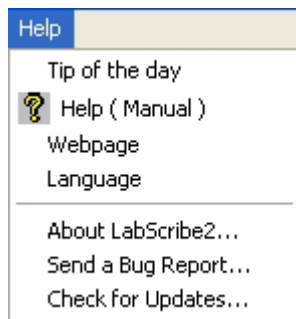 Help
Tip of the day
Help ( Manual )
Webpage
Language
About LabScribe2...
Send a Bug Report...
Check for Updates...